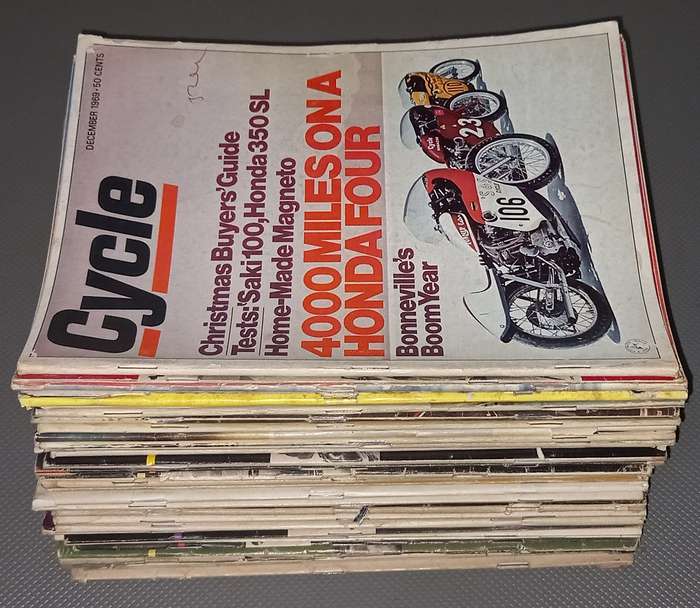 DECEMBER 1969 · 50 CENTS
Cycle
Christmas Buyers' Guide
Tests: 'Saki 100, Honda 350 SL
Home-Made Magneto
4000 MILES ON A
HONDA FOUR
Bonneville's
Boom Year
23
106